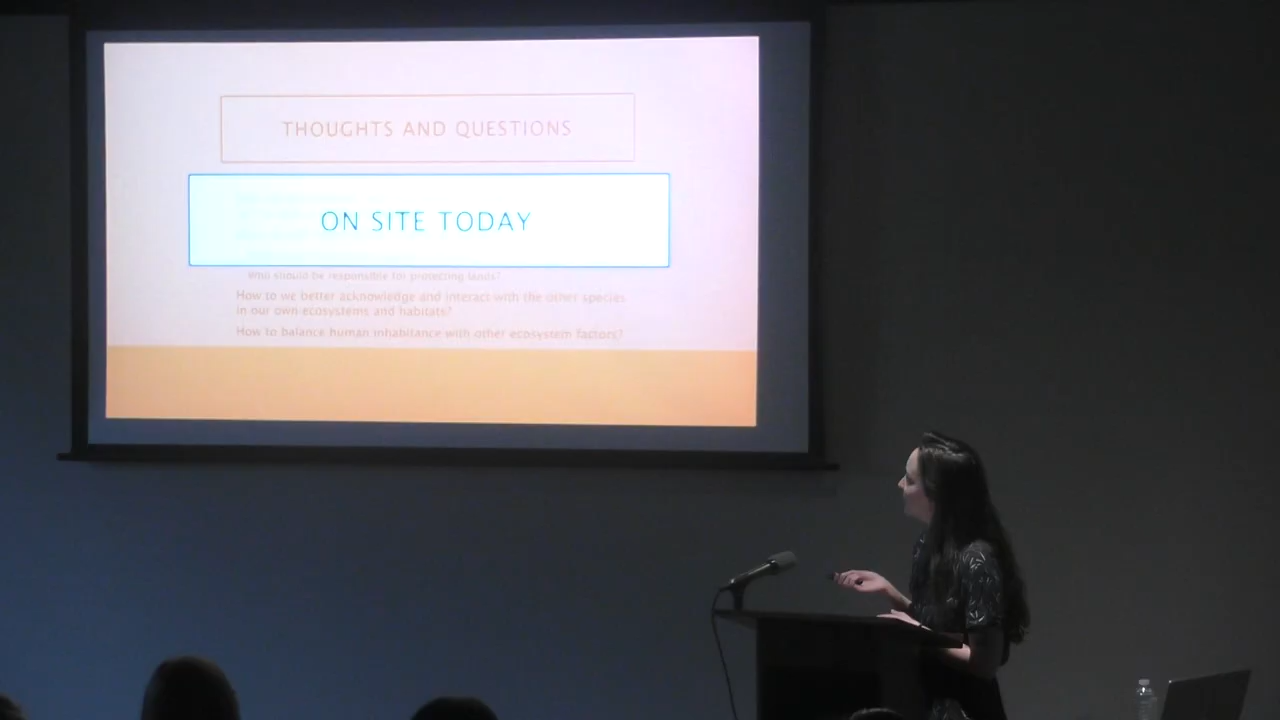 THOUGHTS AND QUESTIONS
ON SITE TODAY
Who should be responsible for protecting lands?
How to we better acknowledge and interact with the other species
in our own ecosystems and habitats?
How to balance human inhabitance with other ecosystem factors?